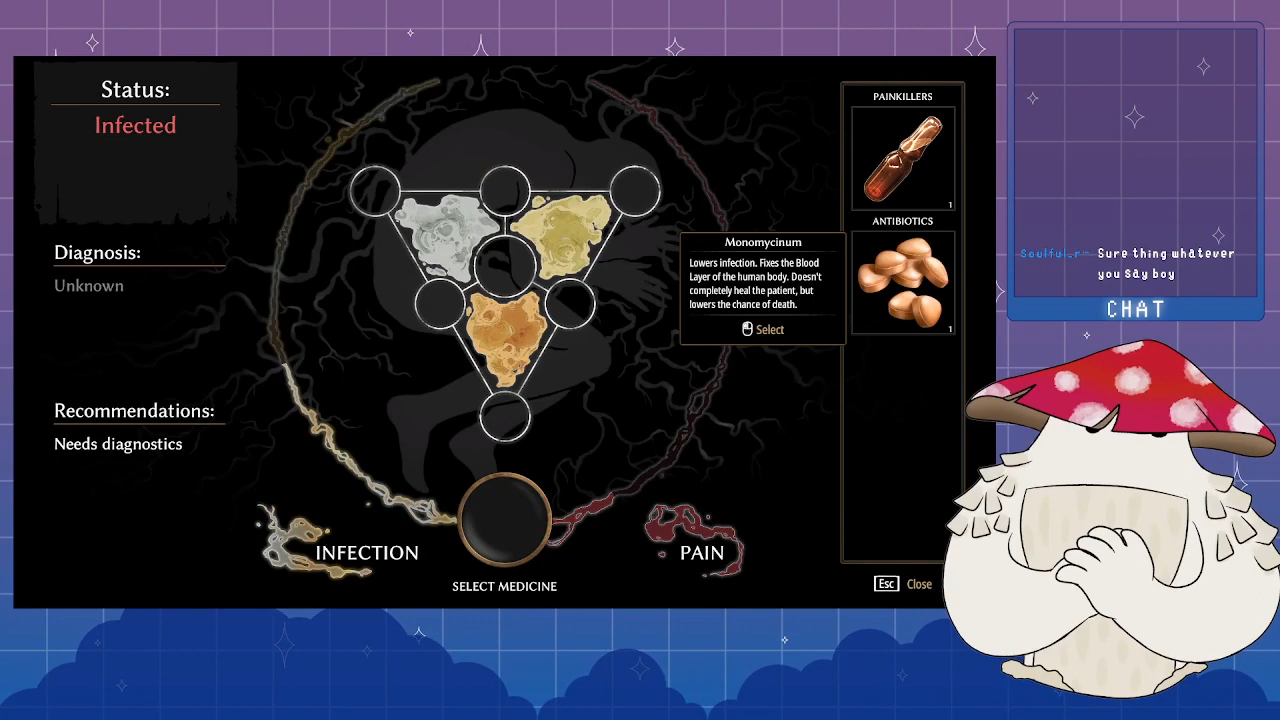 Status:
Infected
Diagnosis:
Unknown
Recommendations:
Needs diagnostics
INFECTION
SELECT MEDICINE
PAIN
Monomycinum
Lowers infection. Fixes the Blood
Layer of the human body. Doesn't
completely heal the patient, but
lowers the chance of death.
Select
PAINKILLERS
1
ANTIBIOTICS
1
Esc Close
Sure thing whatever
you say boy
CHAT